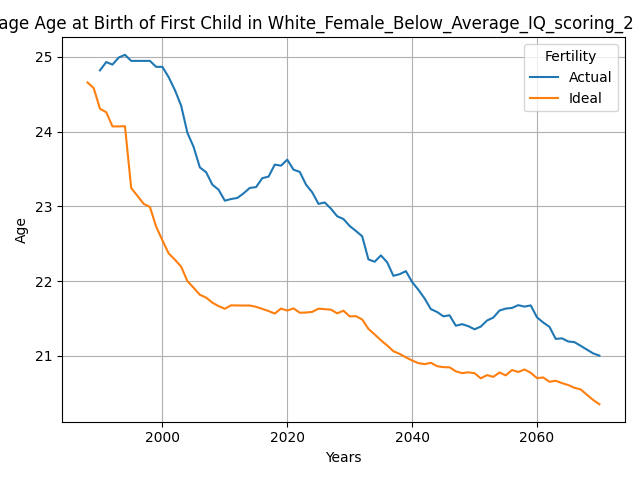 age Age at Birth of First Child in White_Female_Below_Average_IQ_scoring_2
Fertility
Actual
Ideal
25
24
23
22
21
Age
2000
2020
2040
2060
Years